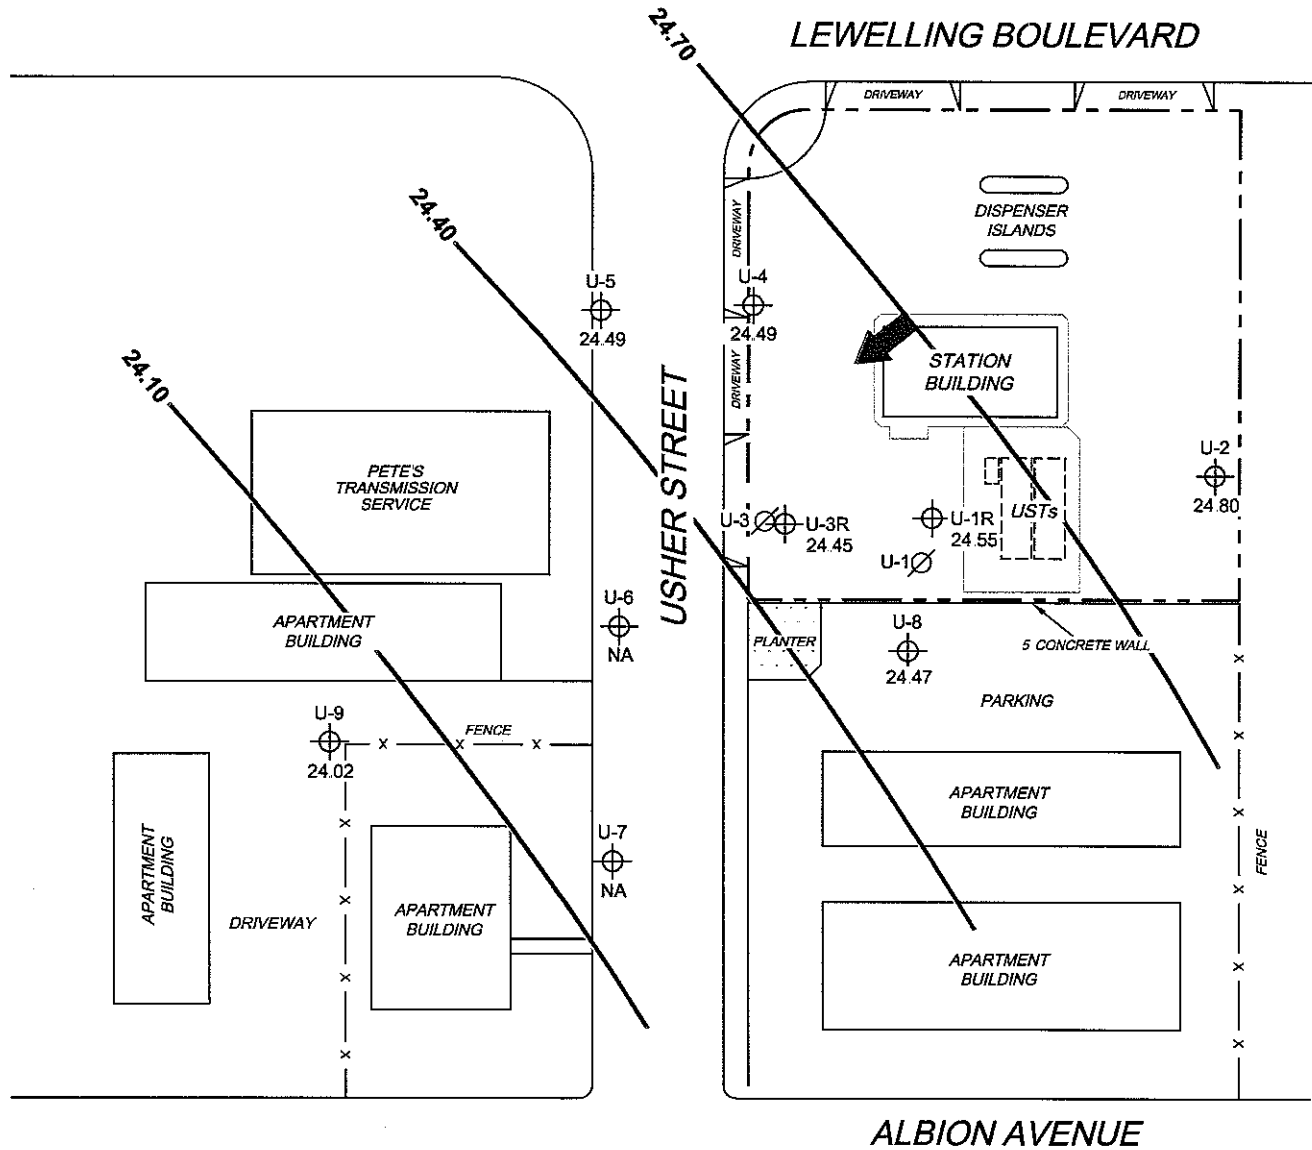 LEWELLING BOULEVARD
24.70
DRIVEWAY
DRIVEWAY
24.40
DISPENSER
ISLANDS
DRIVEWAY
U-5
24.49
U-4
24.49
24.10
STATION
BUILDING
DRIVEWAY
USHER STREET
PETE'S
TRANSMISSION
SERVICE
U-2
24.80
U-3
U-3R
24.45
U-1R
24.55
USTs
U-1
U-6
NA
APARTMENT
BUILDING
PLANTER
U-8
24.47
5 CONCRETE WALL
PARKING
U-9
24.02
FENCE
X X X
APARTMENT
BUILDING
APARTMENT
BUILDING
DRIVEWAY
U-7
NA
APARTMENT
BUILDING
FENCE
APARTMENT
BUILDING
X
X
X
X
X
X
X
X
X
X
ALBION AVENUE